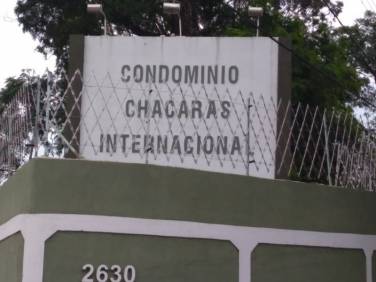 CONDOMINIO
CHACARAS
INTERNACIONAL
2630